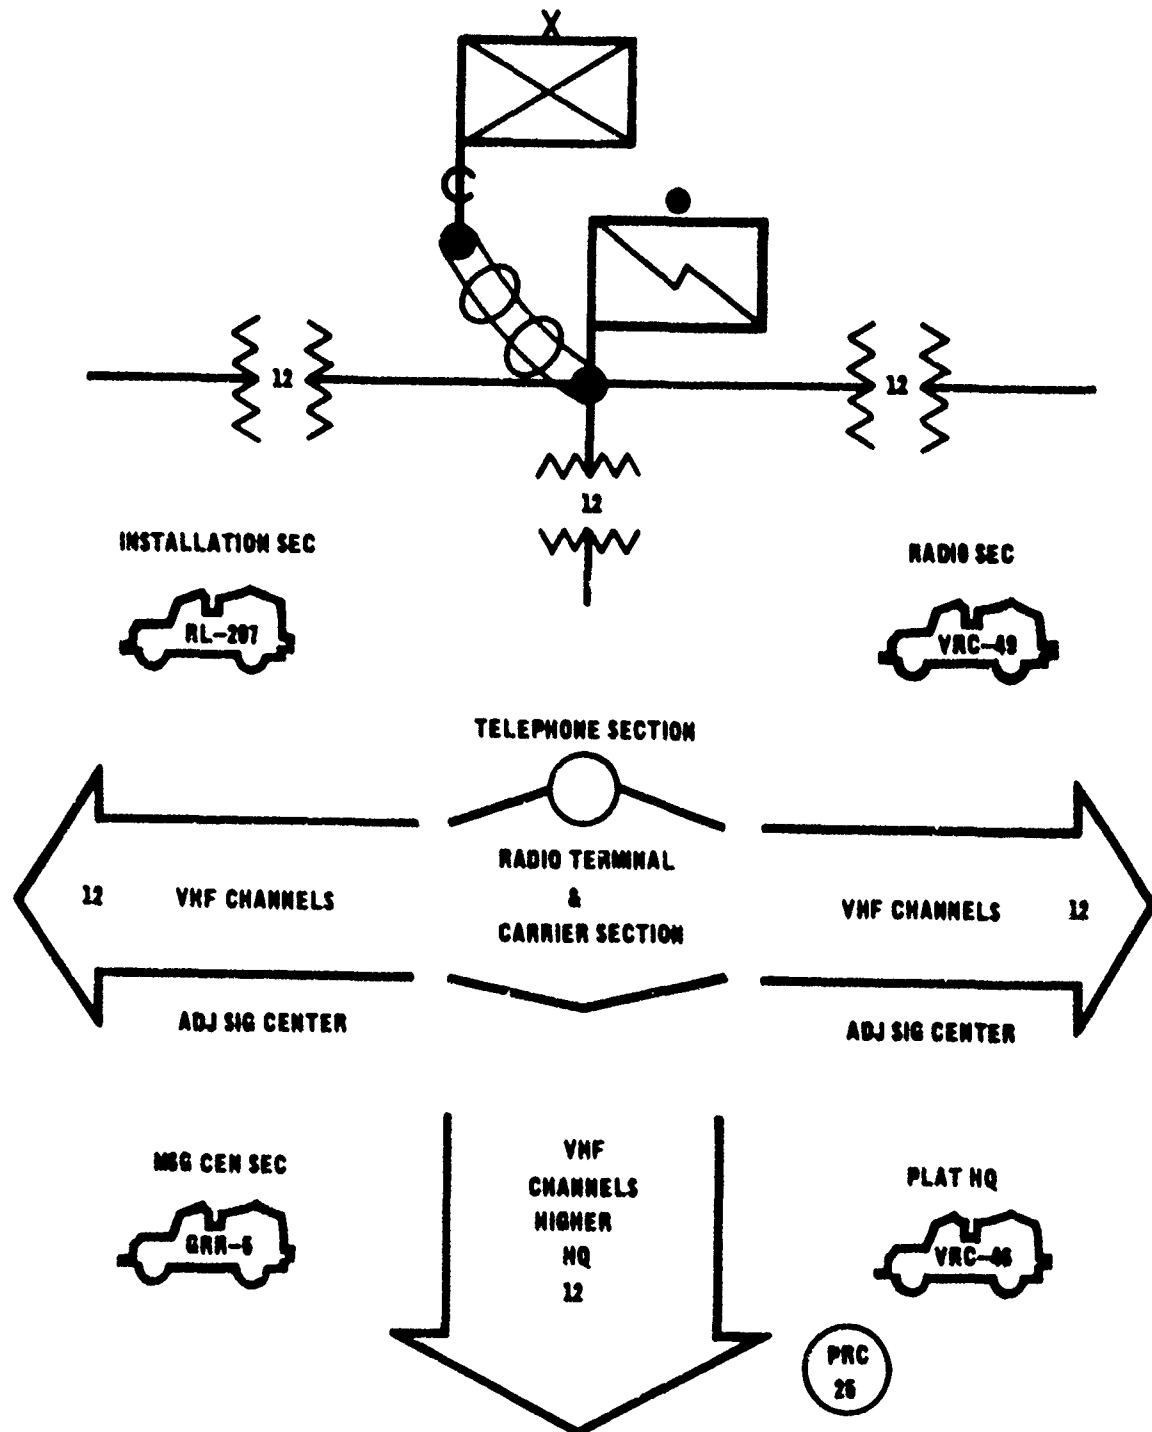 X
12
12
12
INSTALLATION SEC
RADIO SEC
RL-207
VRC-49
TELEPHONE SECTION
RADIO TERMINAL
&
CARRIER SECTION
12 VHF CHANNELS
VHF CHANNELS 12
ADJ SIG CENTER
ADJ SIG CENTER
VHF
CHANNELS
HIGHER
HQ
12
MSG CEN SEC
PLAT HQ
GRR-5
VRC-46
PRC
25